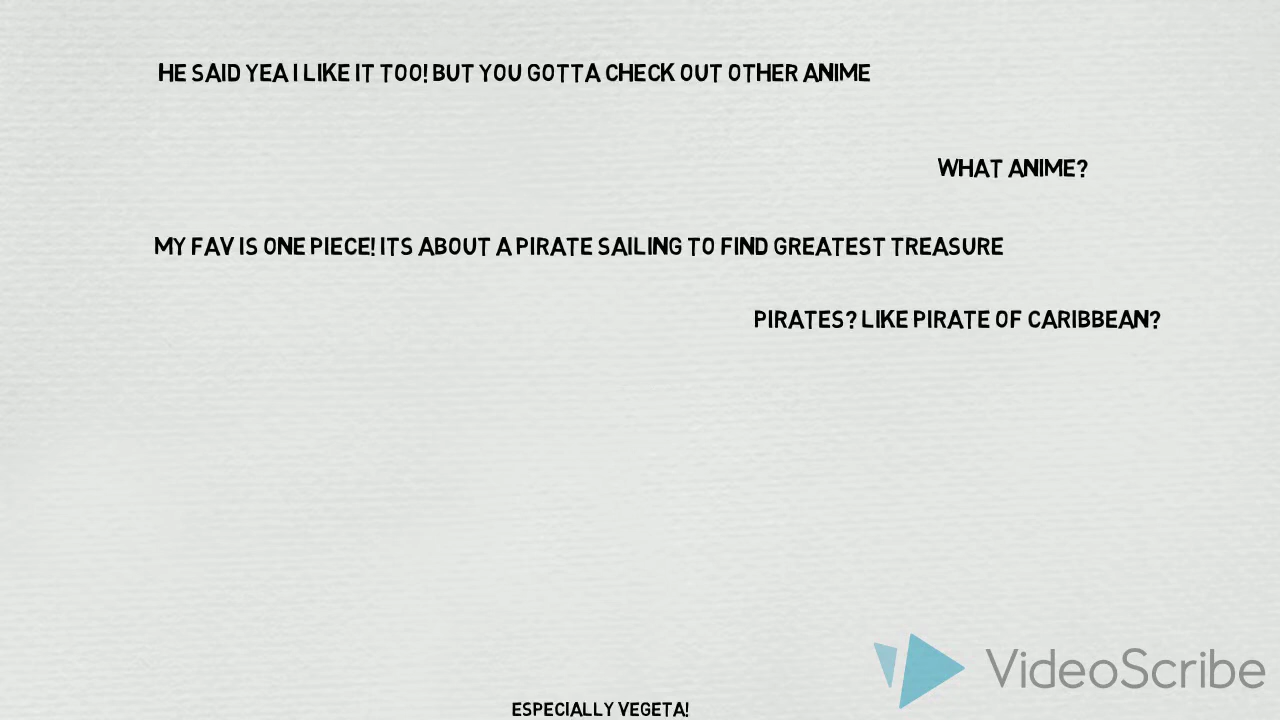 HE SAID YEA I LIKE IT TOO! BUT YOU GOTTA CHECK OUT OTHER ANIME
WHAT ANIME?
MY FAV IS ONE PIECE! ITS ABOUT A PIRATE SAILING TO FIND GREATEST TREASURE
PIRATES? LIKE PIRATE OF CARIBBEAN?
VideoScribe
ESPECIALLY VEGETA!